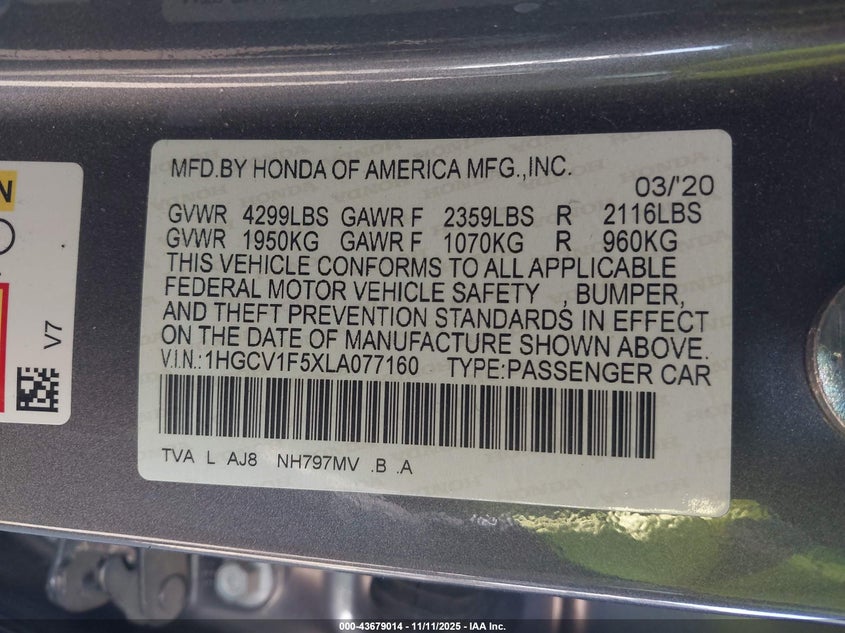 MFD.BY HONDA OF AMERICA MFG.,INC.
03/'20
GVWR 4299LBS GAWR F 2359LBS R 2116LBS
GVWR 1950KG GAWR F 1070KG R 960KG
THIS VEHICLE CONFORMS TO ALL APPLICABLE
FEDERAL MOTOR VEHICLE SAFETY , BUMPER,
AND THEFT PREVENTION STANDARDS IN EFFECT
ON THE DATE OF MANUFACTURE SHOWN ABOVE.
V.I.N.:1HGCV1F5XLA077160 TYPE:PASSENGER CAR
TVA L AJ8 NH797MV .B .A
V7
000-43679014 - 11/11/2025 - IAA Inc.